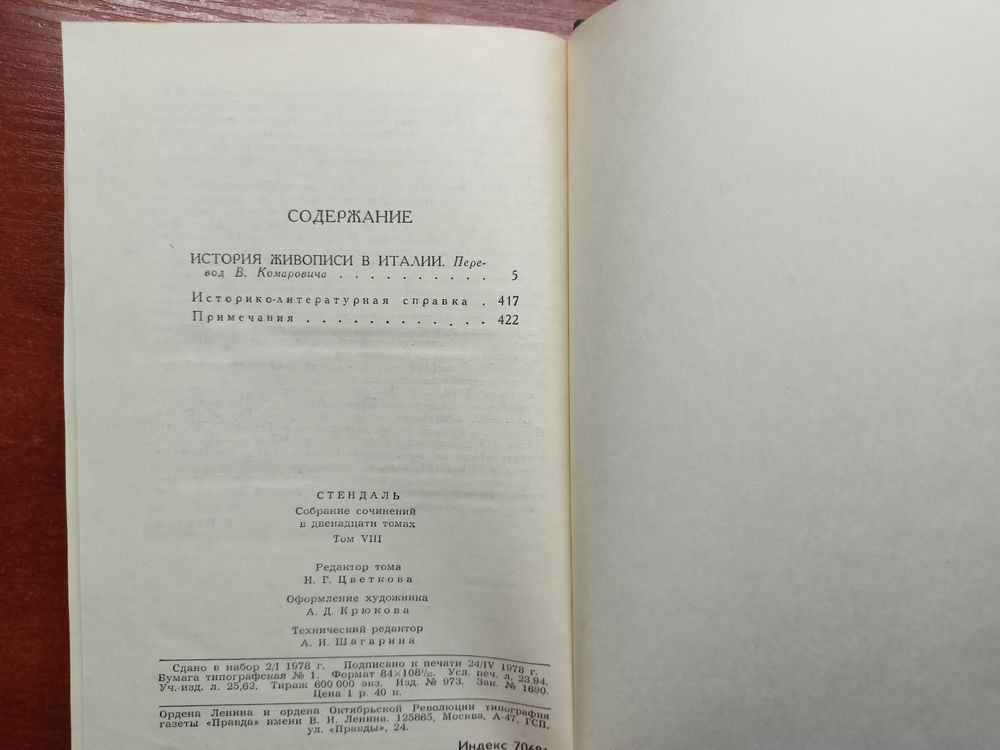 СОДЕРЖАНИЕ
ИСТОРИЯ ЖИВОПИСИ В ИТАЛИИ. Пере-
вод В. Комаровича . . . . . . . . . . 5
Историко-литературная справка . 417
Примечания . . . . . . . . . . . . 422
СТЕНДАЛЬ
Собрание сочинений
в двенадцати томах
Том VIII
Редактор тома
Н. Г. Цветкова
Оформление художника
А. Д. Крюкова
Технический редактор
А. И. Шагарина
Сдано в набор 2/I 1978 г. Подписано к печати 24/IV 1978 г.
Бумага типографская № 1. Формат 84×108¹/₃₂. Усл. печ. л. 23,94.
Уч.-изд. л. 25,62. Тираж 600 000 экз. Изд. № 973. Зак. № 1690.
Цена 1 р. 40 к.
Ордена Ленина и ордена Октябрьской Революции типография
газеты «Правда» имени В. И. Ленина. 125865, Москва, А-47, ГСП,
ул. «Правды», 24.
Индекс